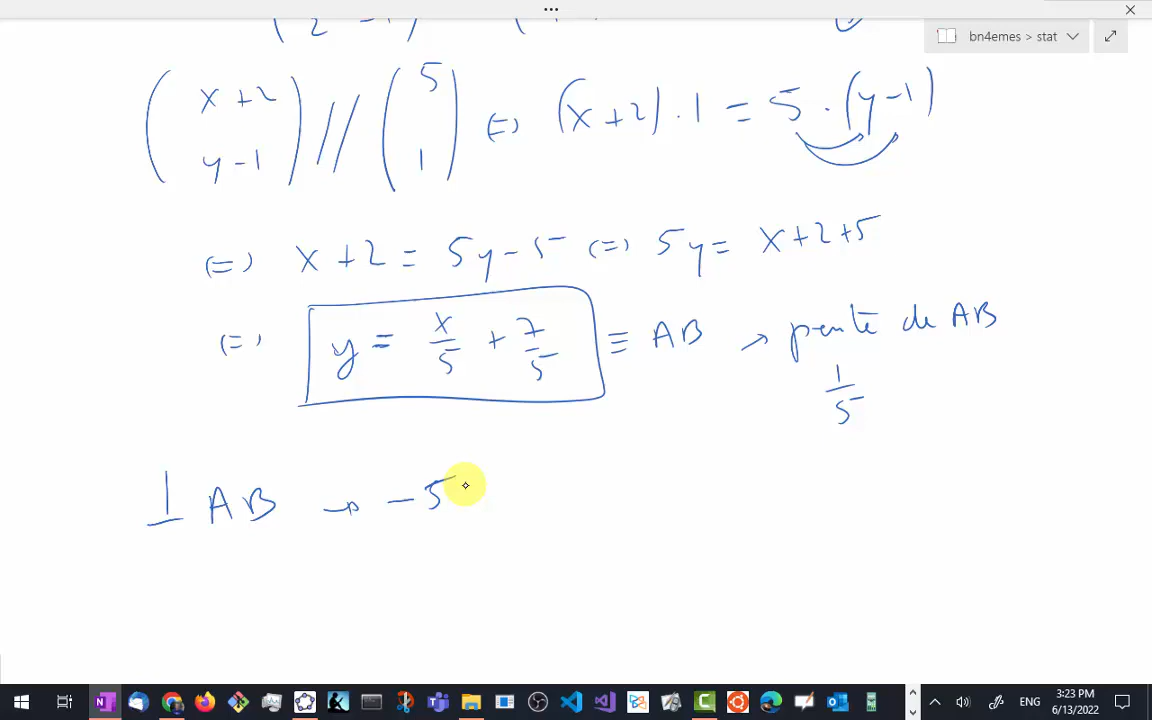 bn4emes > stat
(x+2 y-1) // (5 1) <=> (x+2).1 = 5.(y-1)
<=> x+2 = 5y-5 <=> 5y = x+2+5
<=> y = x/5 + 7/5 ≡ AB → pente de AB
1/5
⊥ AB → -5
ENG
3:23 PM
6/13/2022